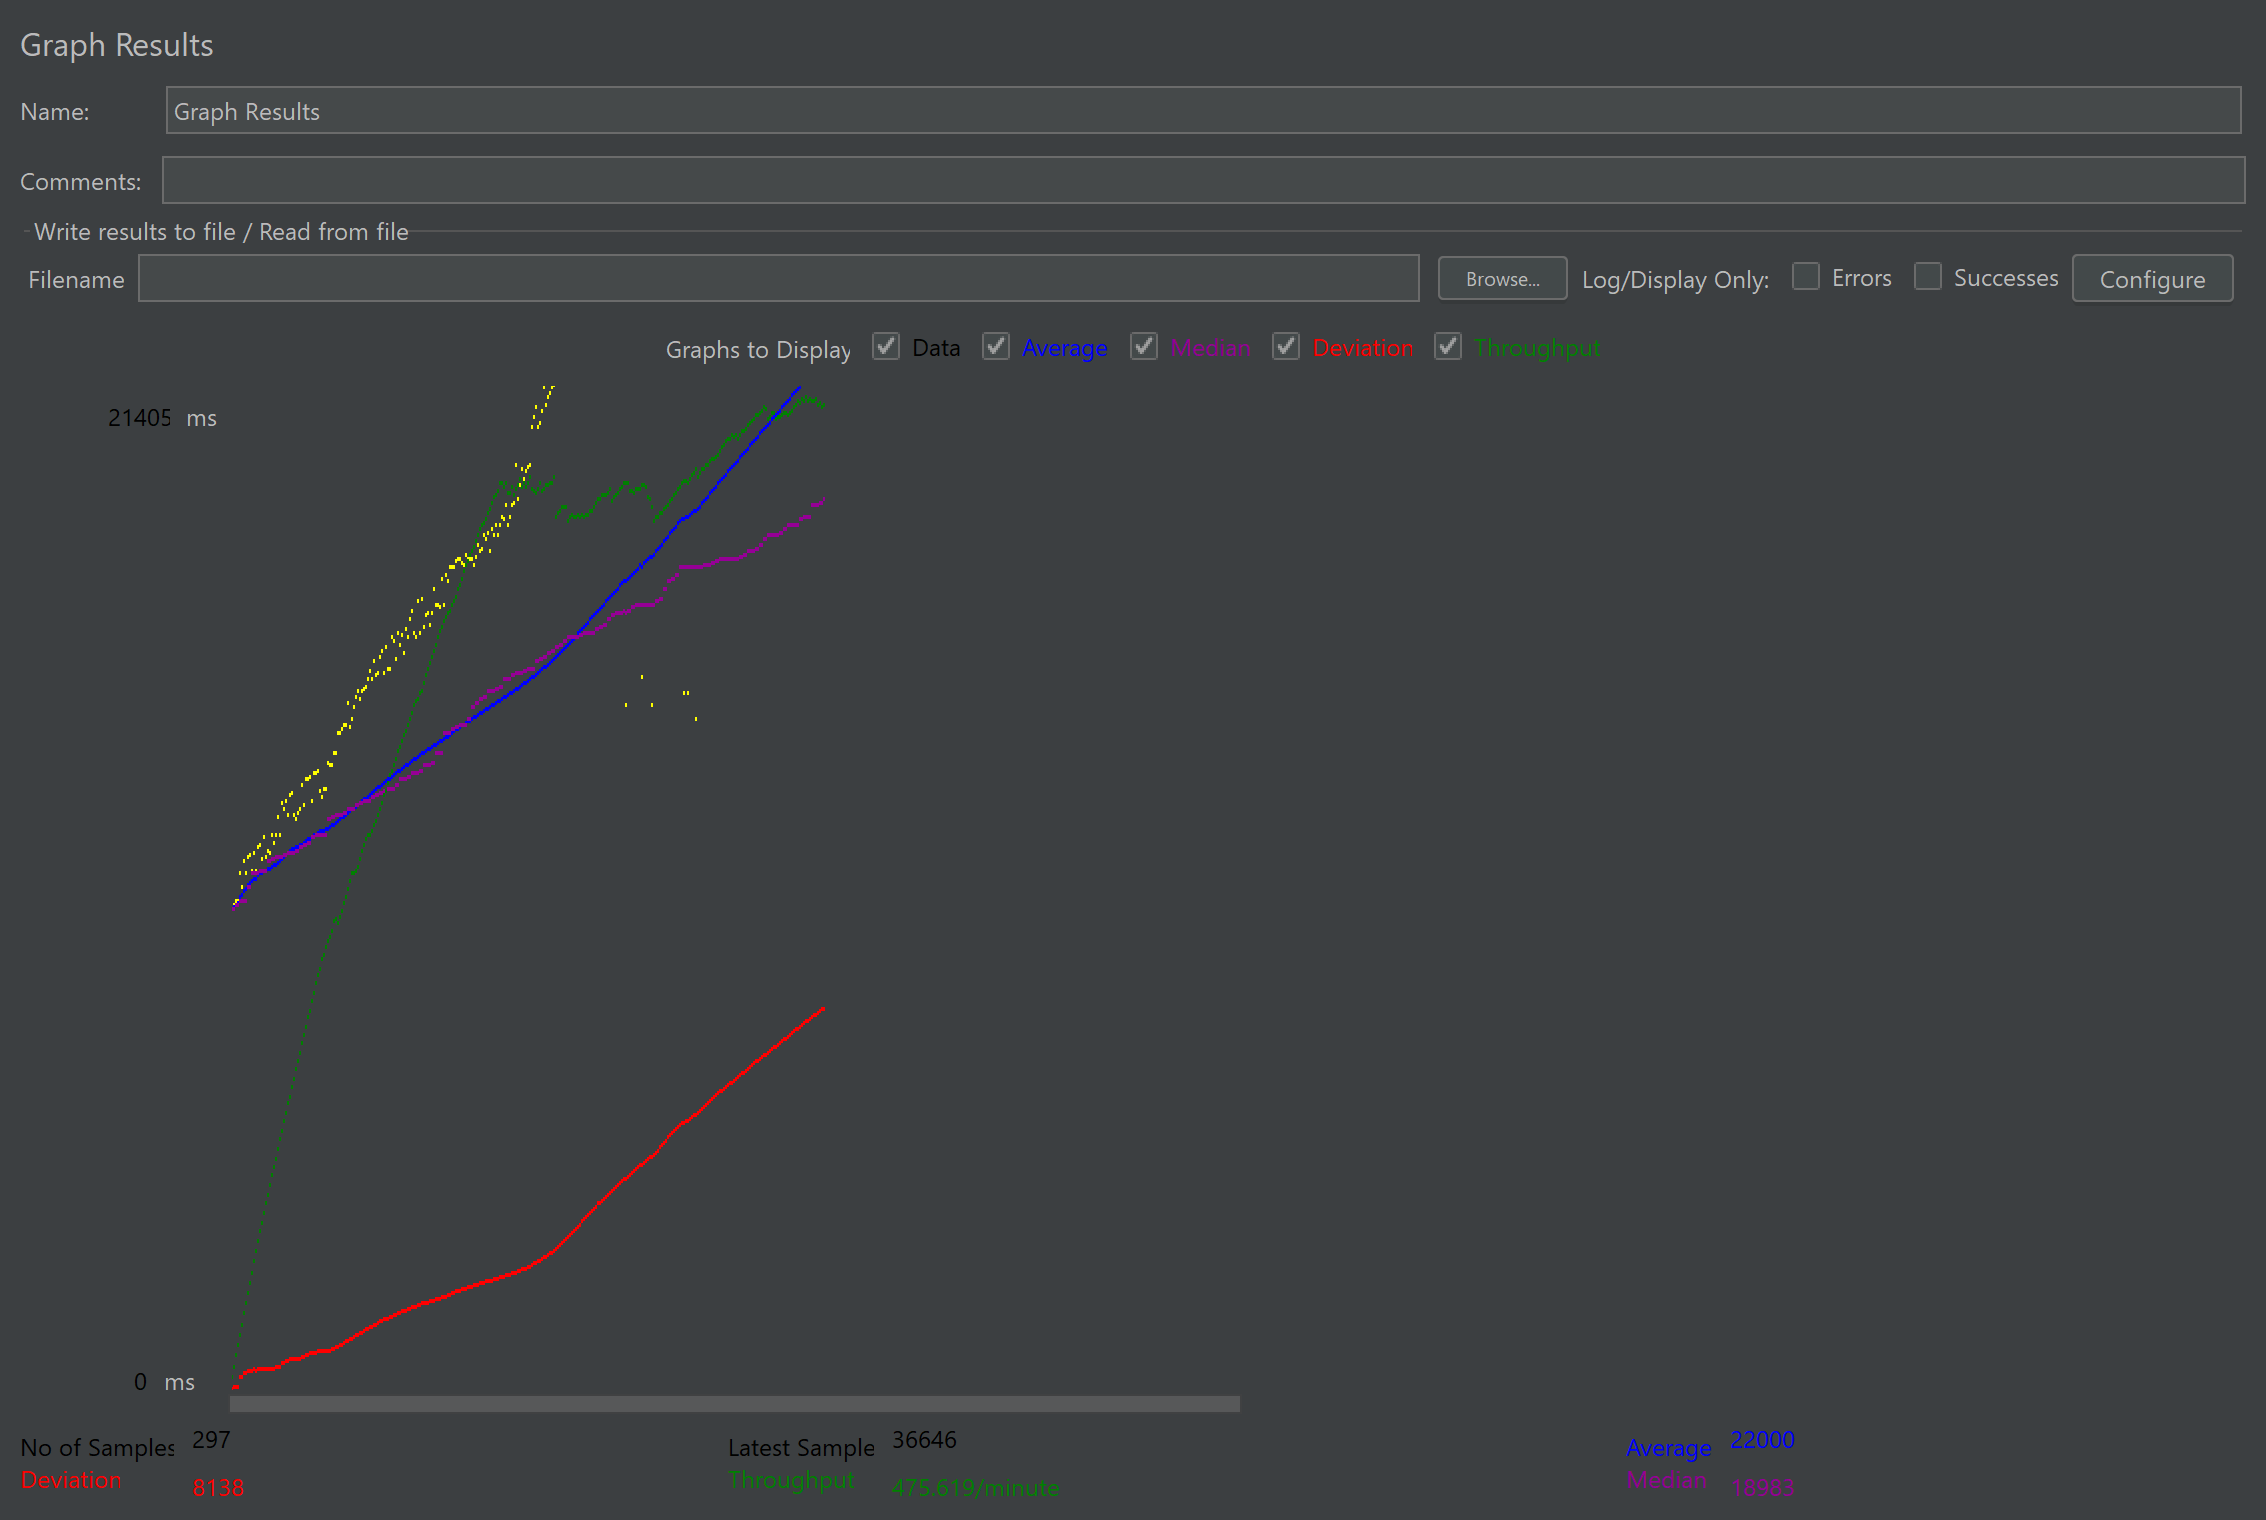 Graph Results
Name: Graph Results
Comments:
Write results to file / Read from file
Filename Browse... Log/Display Only: Errors Successes Configure
Graphs to Display Data Average Median Deviation Throughput
21405 ms
0 ms
No of Samples 297 Latest Sample 36646 Average 22000
Deviation 8138 Throughput 475.619/minute Median 18983